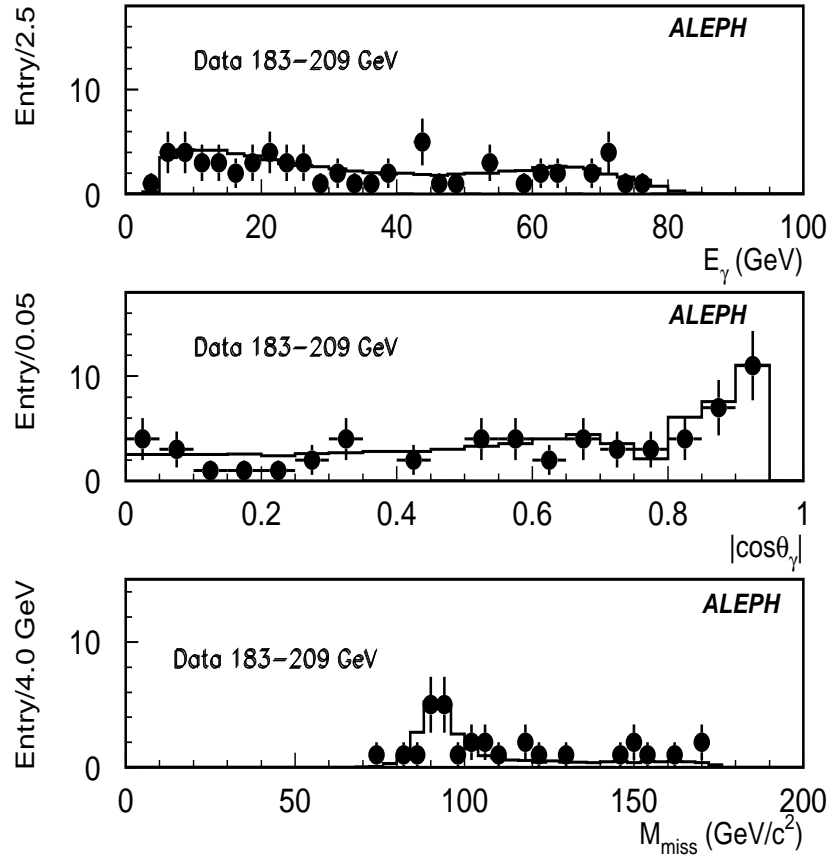 ALEPH
Data 183−209 GeV
Entry/2.5
10
0
0 20 40 60 80 100
E_γ (GeV)
ALEPH
Data 183−209 GeV
Entry/0.05
10
0
0 0.2 0.4 0.6 0.8 1
|cosθ_γ|
ALEPH
Data 183−209 GeV
Entry/4.0 GeV
10
0
0 50 100 150 200
M_miss (GeV/c²)